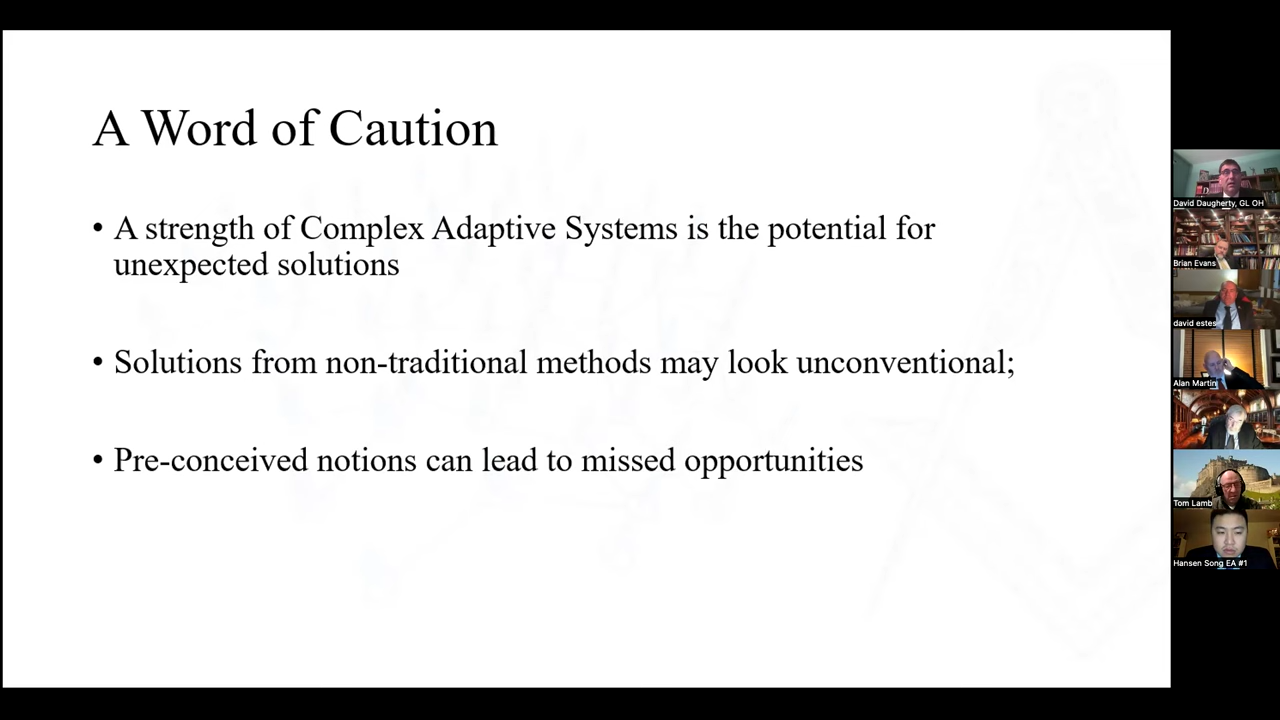 A Word of Caution
• A strength of Complex Adaptive Systems is the potential for
unexpected solutions
• Solutions from non-traditional methods may look unconventional;
• Pre-conceived notions can lead to missed opportunities
David Daugherty, GL OH
Brian Evans
david estes
Alan Martin
Tom Lamb
Hansen Song EA #1